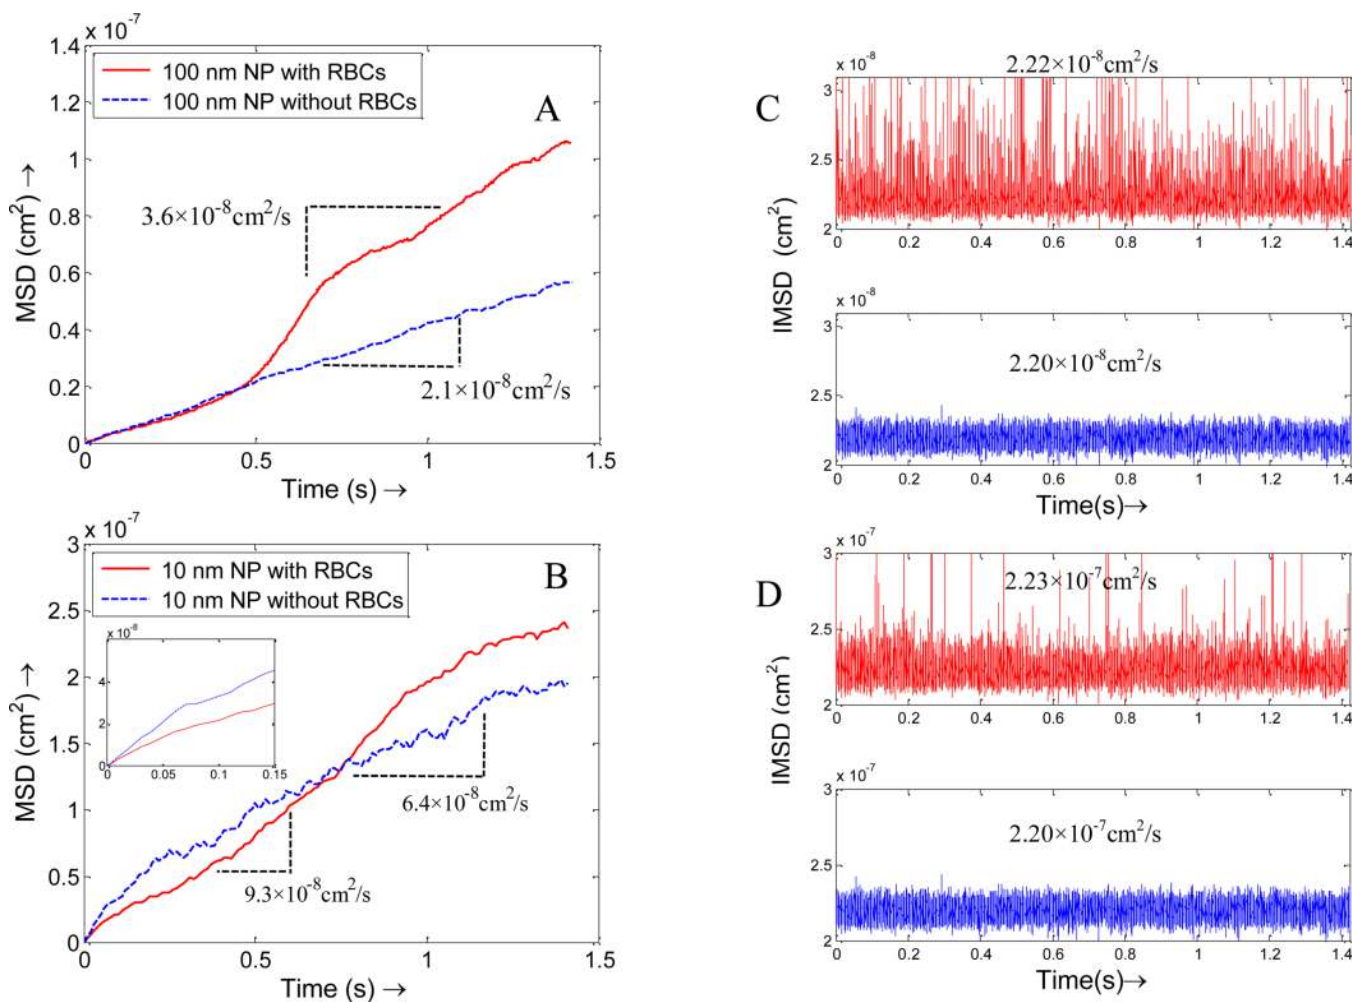 x 10⁻⁷
1.4
1.2
1
0.8
0.6
0.4
0.2
0
MSD (cm²) →
100 nm NP with RBCs
100 nm NP without RBCs
A
3.6×10⁻⁸cm²/s
2.1×10⁻⁸cm²/s
0 0.5 1 1.5
Time (s) →
x 10⁻⁷
3
2.5
2
1.5
1
0.5
0
MSD (cm²) →
10 nm NP with RBCs
10 nm NP without RBCs
B
x 10⁻⁸
4
2
0
0 0.05 0.1 0.15
6.4×10⁻⁸cm²/s
9.3×10⁻⁸cm²/s
0 0.5 1 1.5
Time (s) →
C
x 10⁻⁸
2.22×10⁻⁸cm²/s
3
2.5
2
0 0.2 0.4 0.6 0.8 1 1.2 1.4
IMSD (cm²)
x 10⁻⁸
3
2.20×10⁻⁸cm²/s
2.5
2
0 0.2 0.4 0.6 0.8 1 1.2 1.4
Time(s)→
D
x 10⁻⁷
3
2.23×10⁻⁷cm²/s
2.5
2
0 0.2 0.4 0.6 0.8 1 1.2 1.4
IMSD (cm²)
x 10⁻⁷
3
2.20×10⁻⁷cm²/s
2.5
2
0 0.2 0.4 0.6 0.8 1 1.2 1.4
Time(s)→